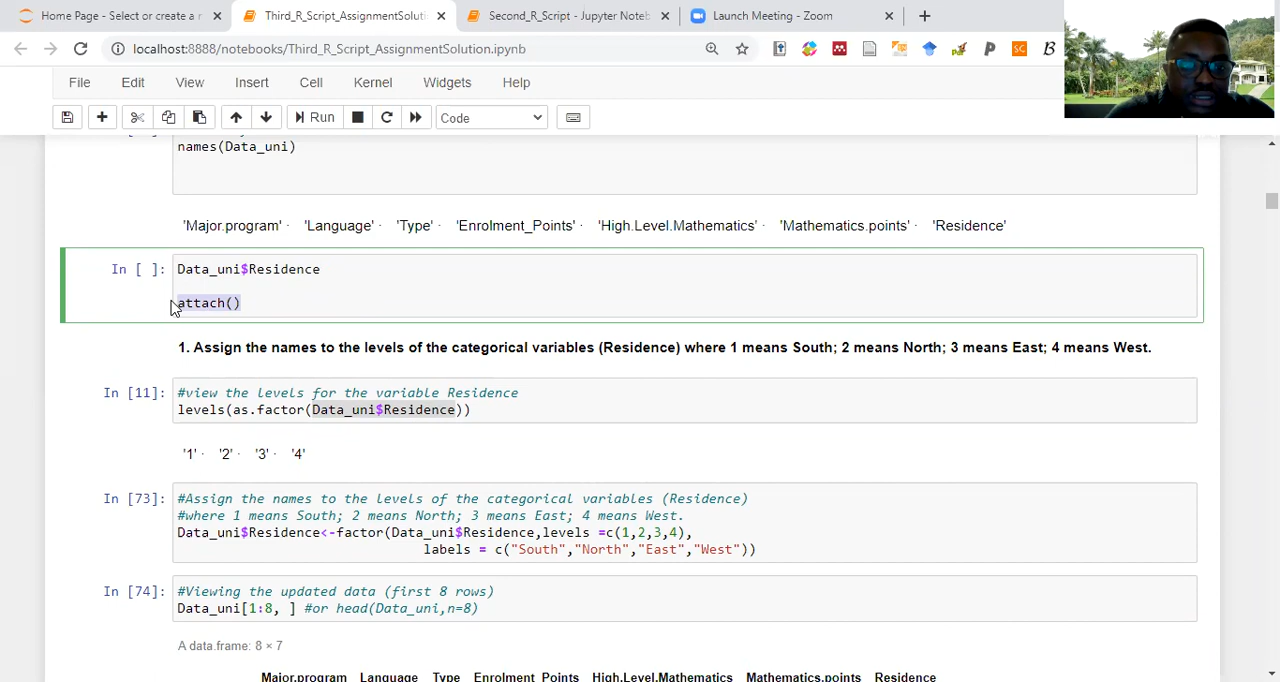 Home Page - Select or create a r
Third_R_Script_AssignmentSoluti
Second_R_Script - Jupyter Noteb
Launch Meeting - Zoom
localhost:8888/notebooks/Third_R_Script_AssignmentSolution.ipynb
File Edit View Insert Cell Kernel Widgets Help
Run Code
names(Data_uni)
'Major.program' · 'Language' · 'Type' · 'Enrolment_Points' · 'High.Level.Mathematics' · 'Mathematics.points' · 'Residence'
In [ ]: Data_uni$Residence
attach()
1. Assign the names to the levels of the categorical variables (Residence) where 1 means South; 2 means North; 3 means East; 4 means West.
In [11]: #view the levels for the variable Residence
levels(as.factor(Data_uni$Residence))
'1' · '2' · '3' · '4'
In [73]: #Assign the names to the levels of the categorical variables (Residence)
#where 1 means South; 2 means North; 3 means East; 4 means West.
Data_uni$Residence<-factor(Data_uni$Residence,levels =c(1,2,3,4),
labels = c("South","North","East","West"))
In [74]: #Viewing the updated data (first 8 rows)
Data_uni[1:8, ] #or head(Data_uni,n=8)
A data.frame: 8 × 7
Major.program Language Type Enrolment_Points High.Level.Mathematics Mathematics.points Residence